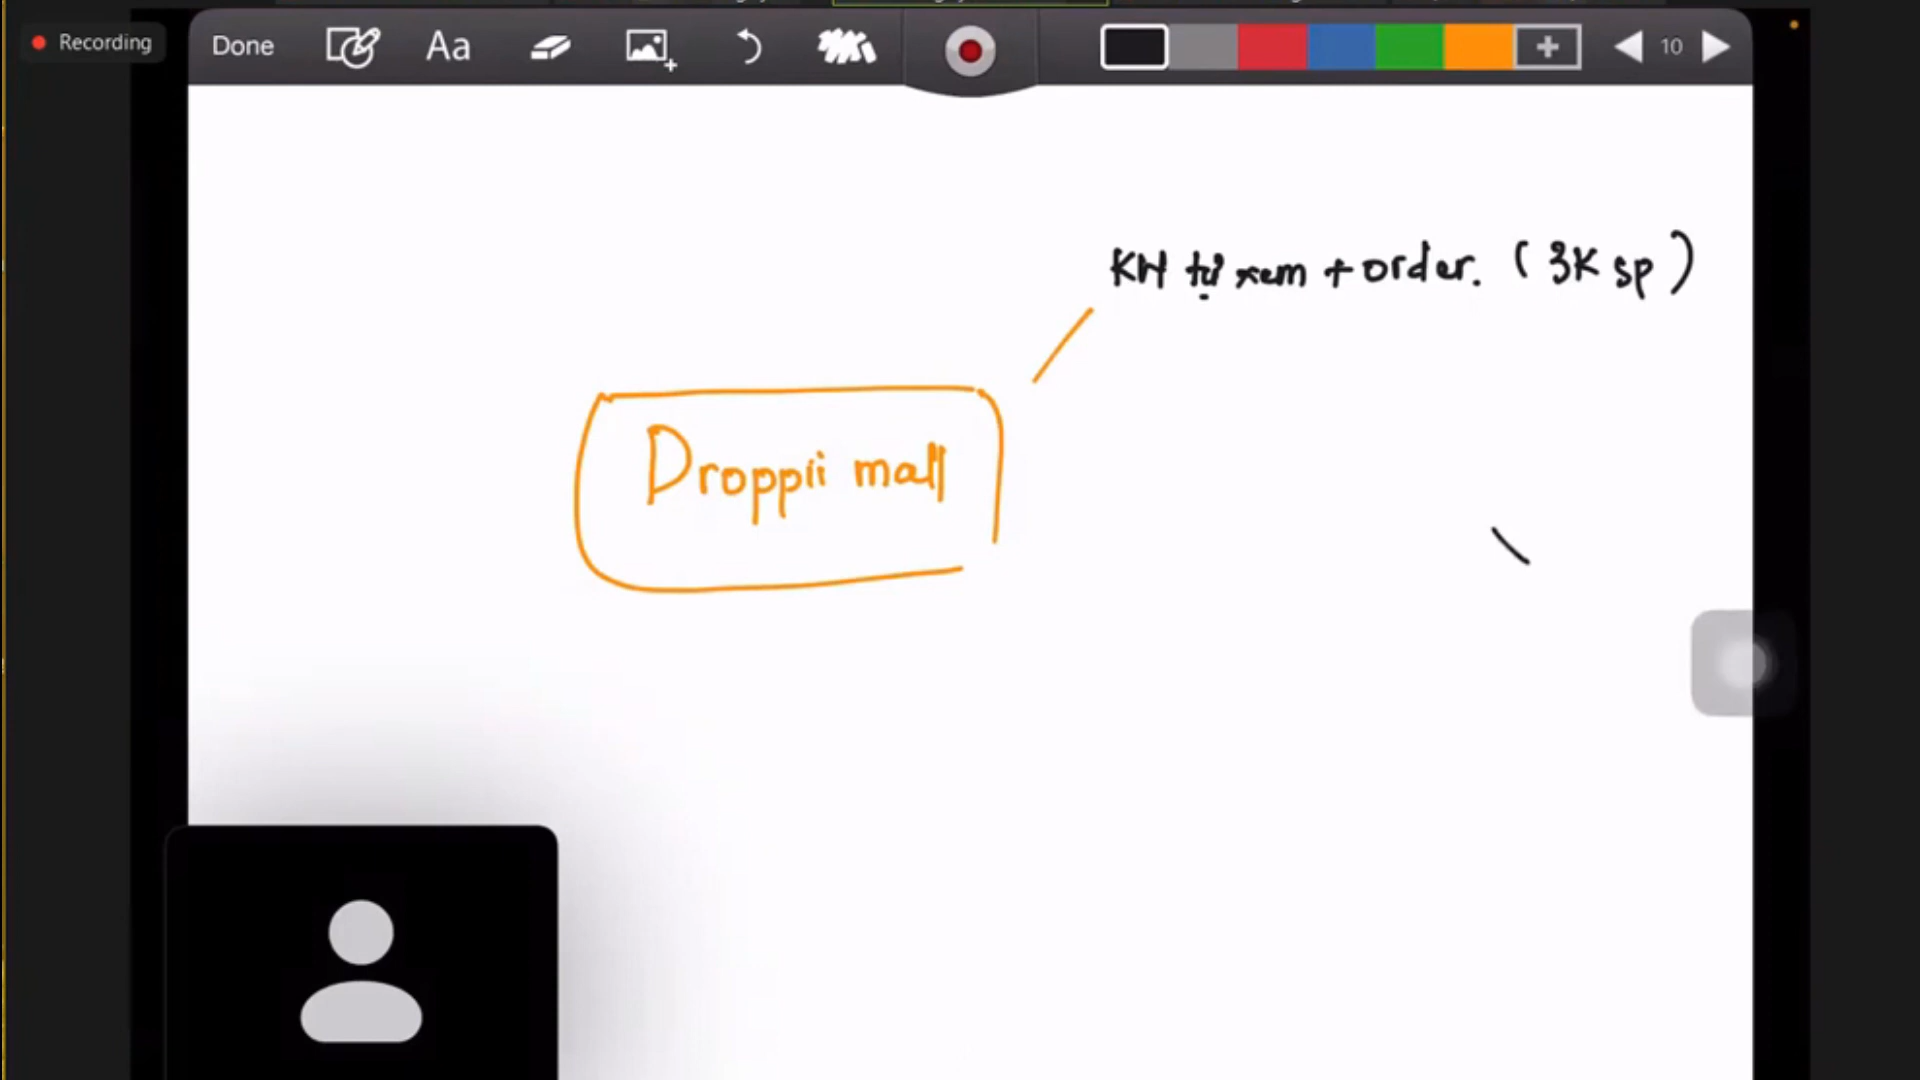 Recording
Done
Aa
10
KH tự xem + order. (3K sp)
Droppii mall